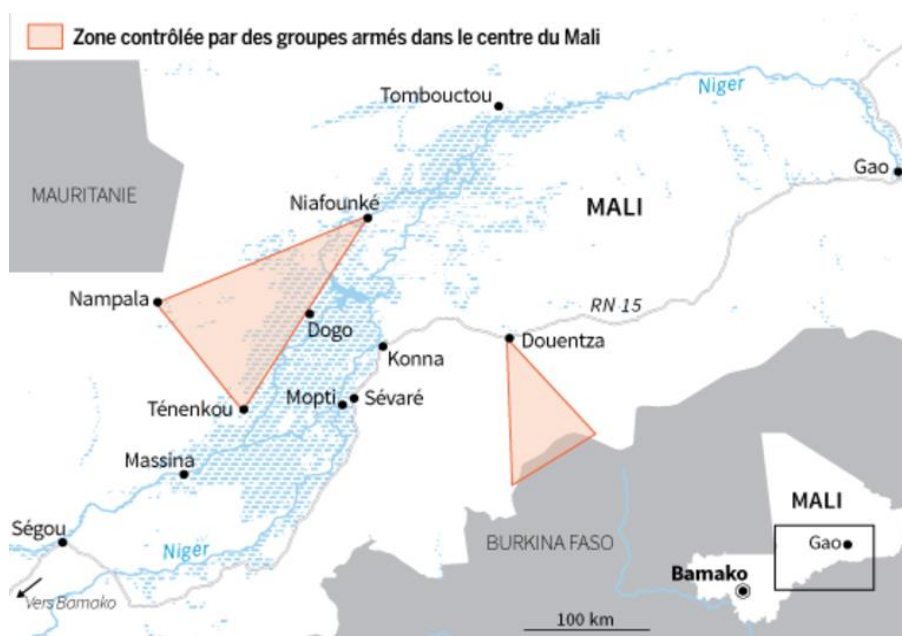 Zone contrôlée par des groupes armés dans le centre du Mali
Tombouctou
Niger
Gao
MAURITANIE
Niafounké
MALI
Nampala
RN 15
Dogo
Douentza
Konna
Ténenkou
Mopti
Sévaré
Massina
MALI
Ségou
Niger
BURKINA FASO
Gao
Bamako
Vers Bamako
100 km